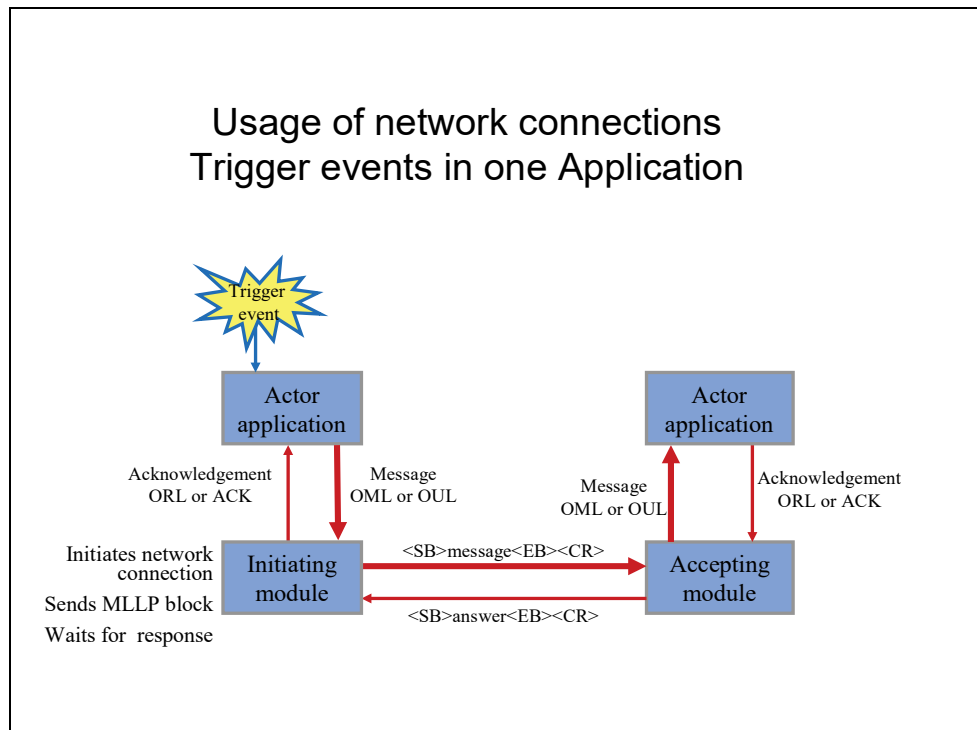 Usage of network connections
Trigger events in one Application
Trigger
event
Actor
application
Actor
application
Acknowledgement
ORL or ACK
Message
OML or OUL
Message
OML or OUL
Acknowledgement
ORL or ACK
Initiates network
connection
Sends MLLP block
Waits for response
Initiating
module
<SB>message<EB><CR>
<SB>answer<EB><CR>
Accepting
module